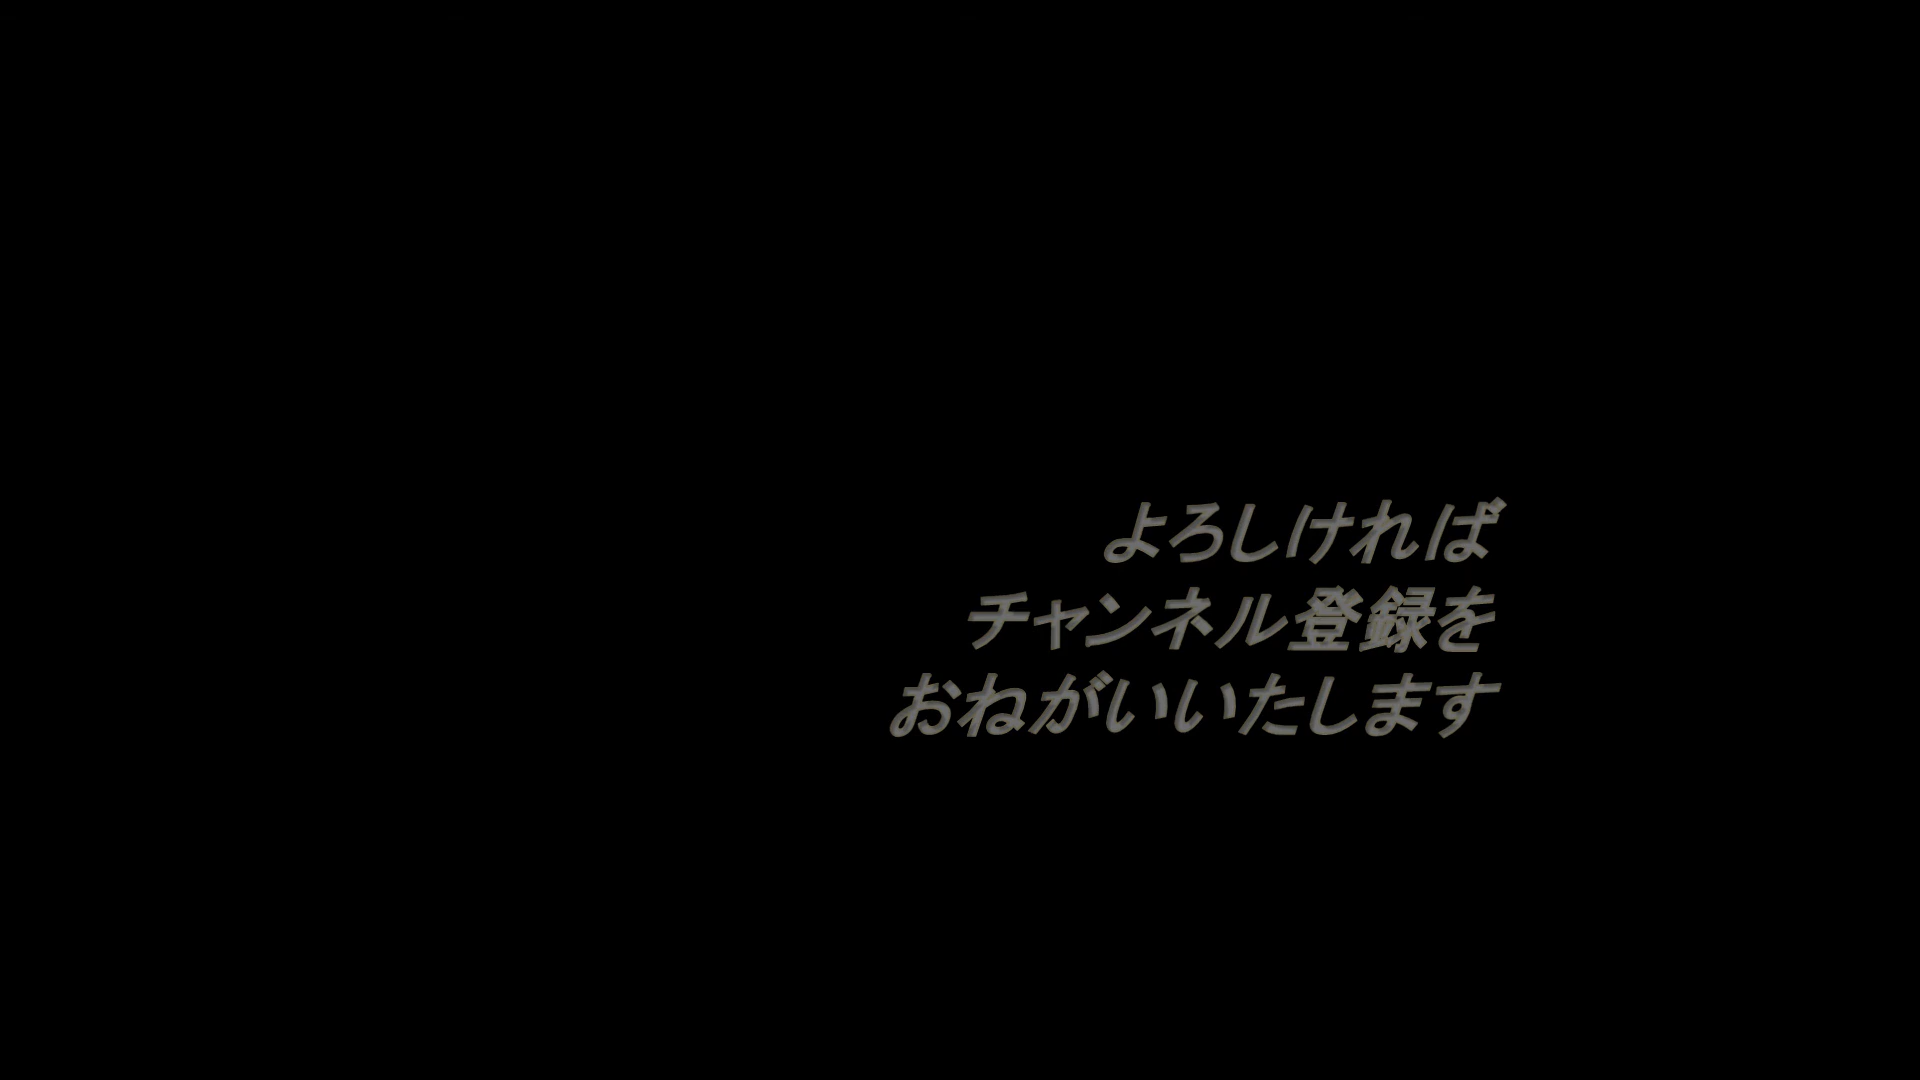 よろしければ
チャンネル登録を
おねがいいたします